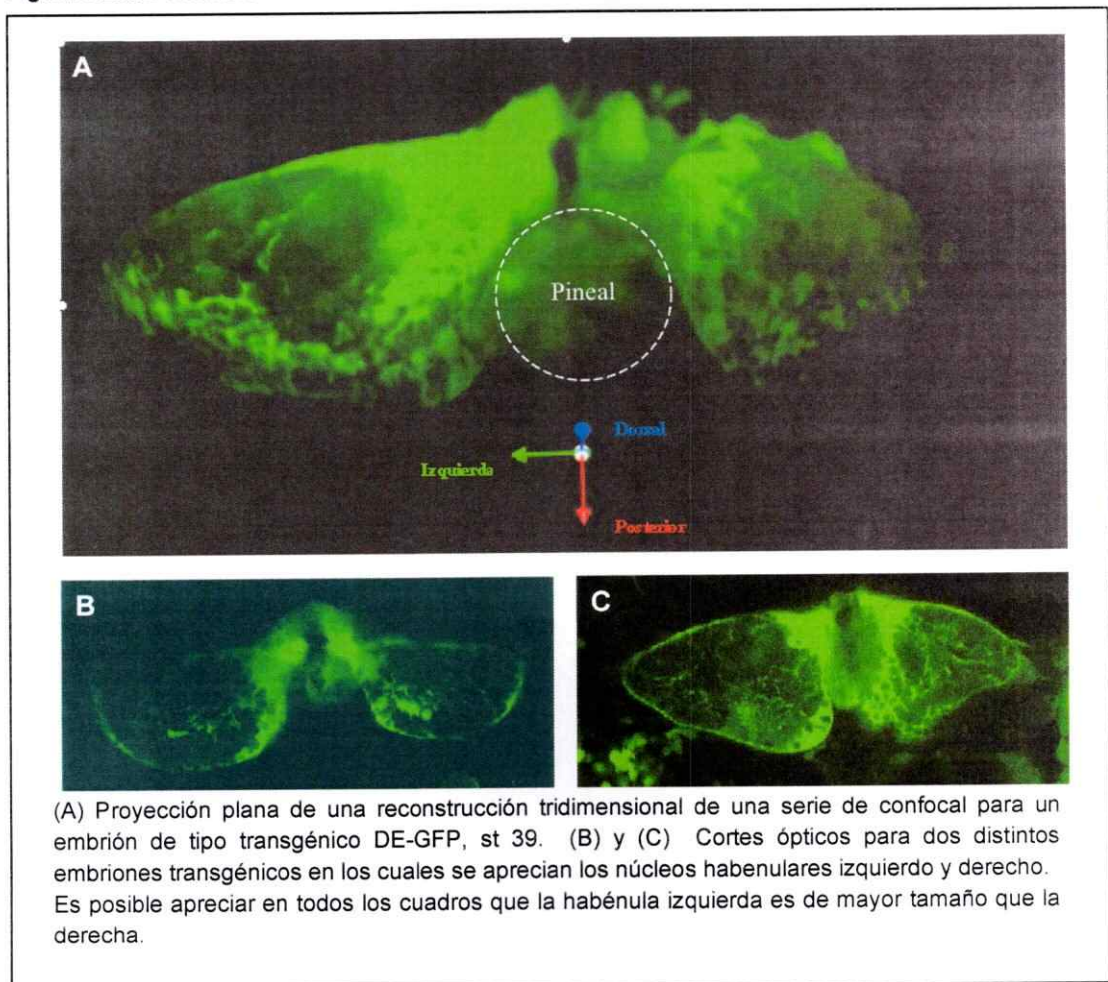 A
Pineal
Dorzal
Izquierda
Posterior
B
C
(A) Proyección plana de una reconstrucción tridimensional de una serie de confocal para un
embrión de tipo transgénico DE-GFP, st 39. (B) y (C) Cortes ópticos para dos distintos
embriones transgénicos en los cuales se aprecian los núcleos habenulares izquierdo y derecho.
Es posible apreciar en todos los cuadros que la habénula izquierda es de mayor tamaño que la
derecha.